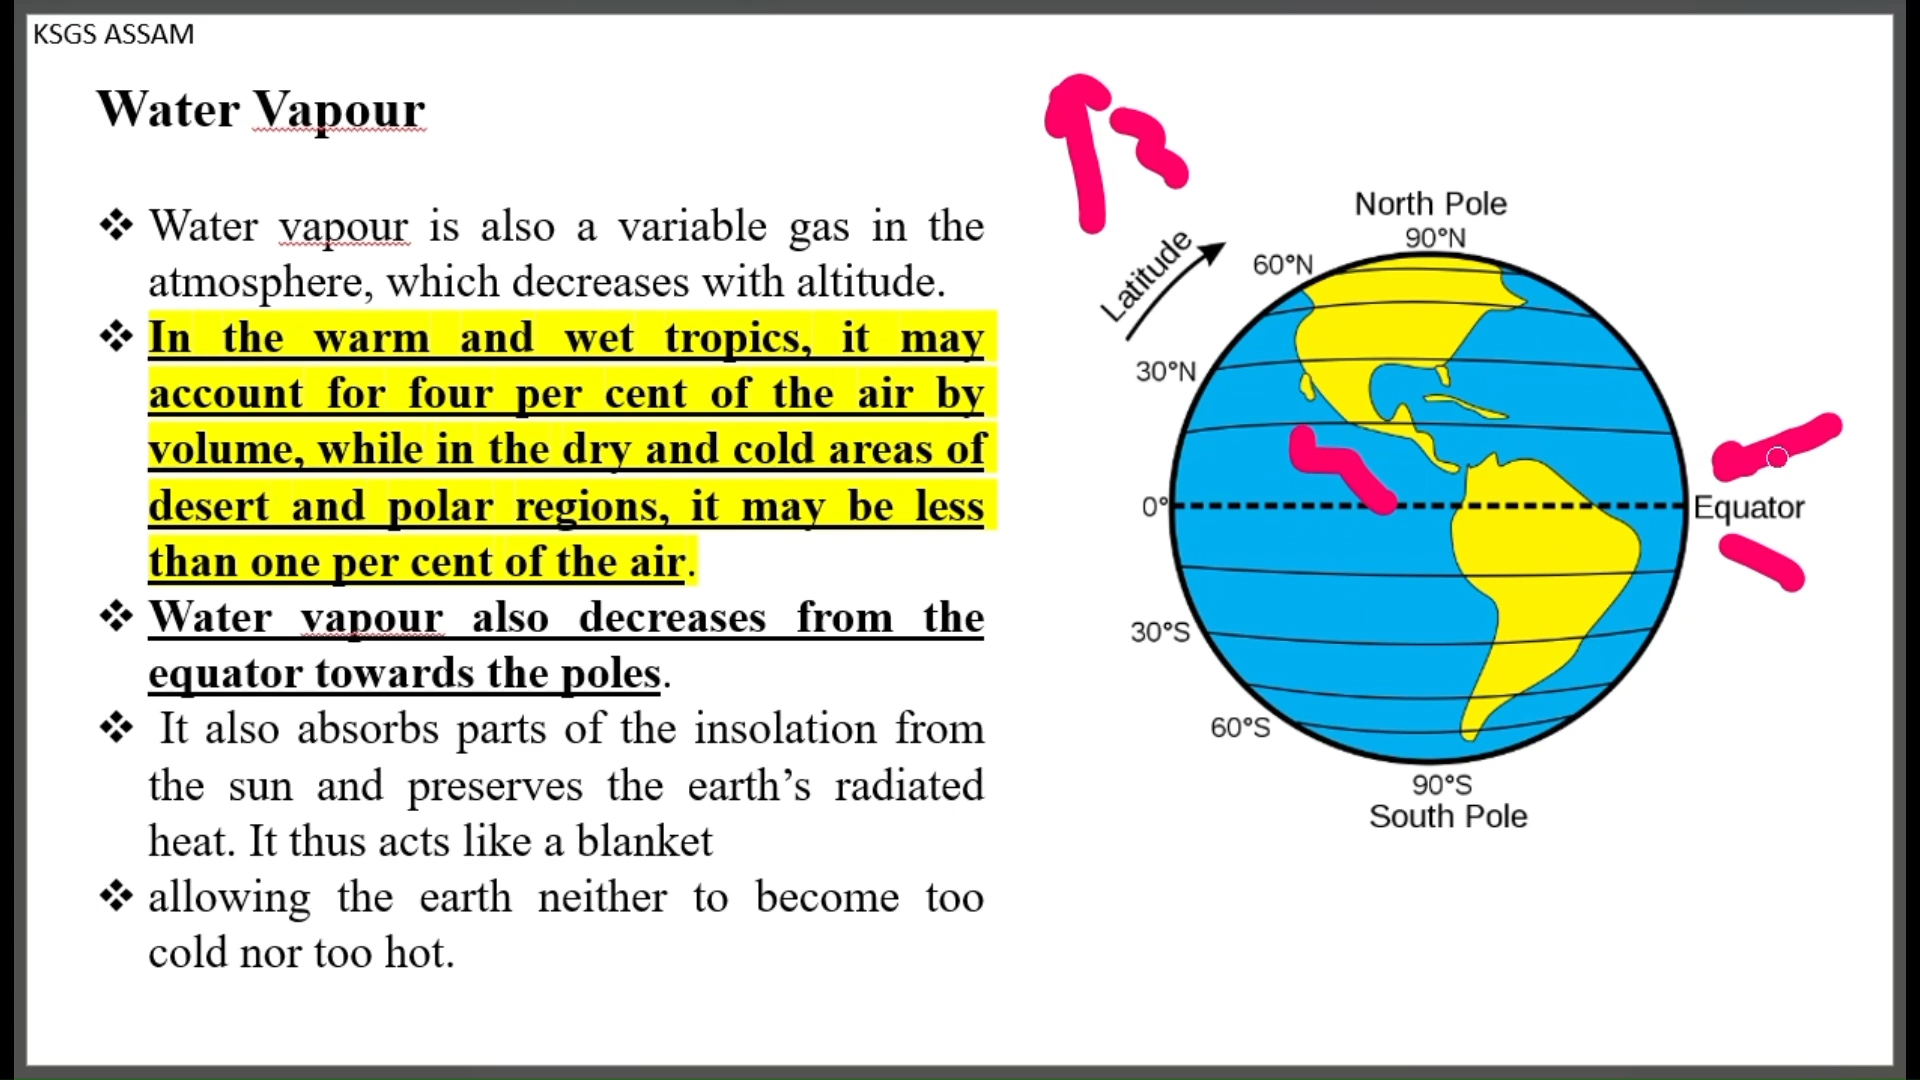 KSGS ASSAM
Water Vapour
❖ Water vapour is also a variable gas in the
atmosphere, which decreases with altitude.
❖ In the warm and wet tropics, it may
account for four per cent of the air by
volume, while in the dry and cold areas of
desert and polar regions, it may be less
than one per cent of the air.
❖ Water vapour also decreases from the
equator towards the poles.
❖ It also absorbs parts of the insolation from
the sun and preserves the earth’s radiated
heat. It thus acts like a blanket
❖ allowing the earth neither to become too
cold nor too hot.
North Pole
90°N
60°N
Latitude
30°N
0°
Equator
30°S
60°S
90°S
South Pole